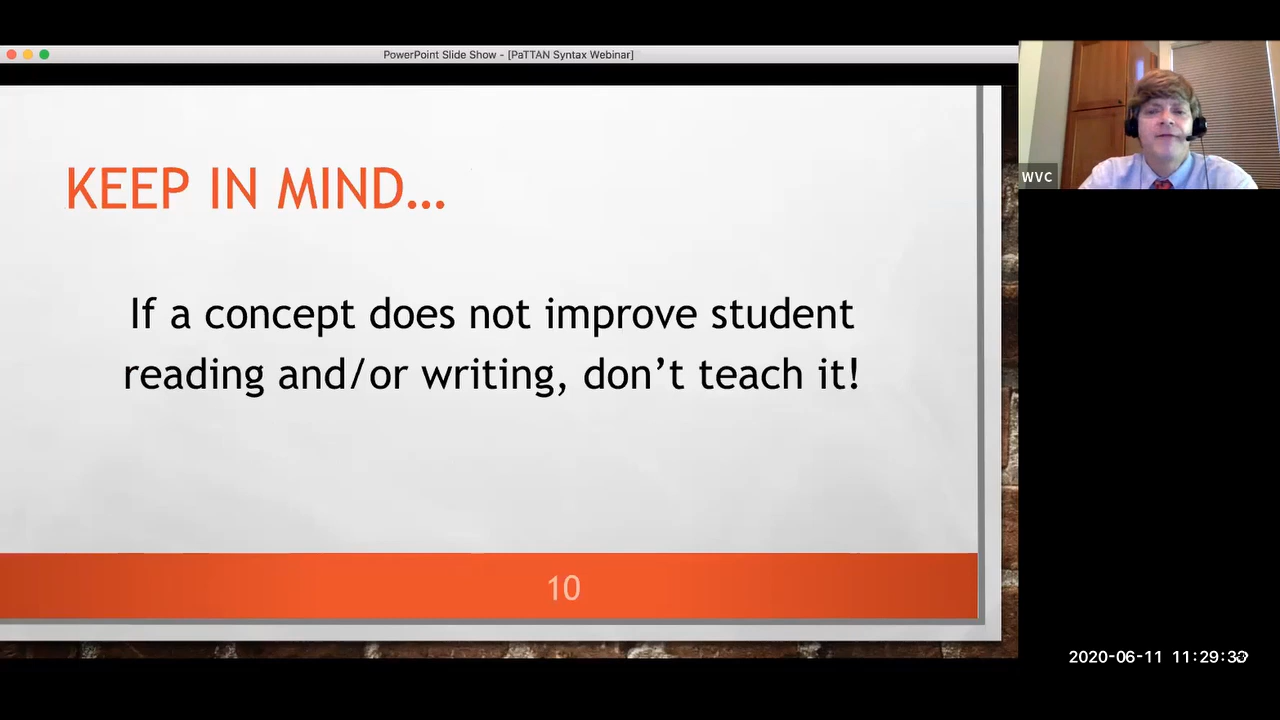 PowerPoint Slide Show - [PaTTAN Syntax Webinar]
WVC
KEEP IN MIND…
If a concept does not improve student
reading and/or writing, don’t teach it!
10
2020-06-11 11:29: